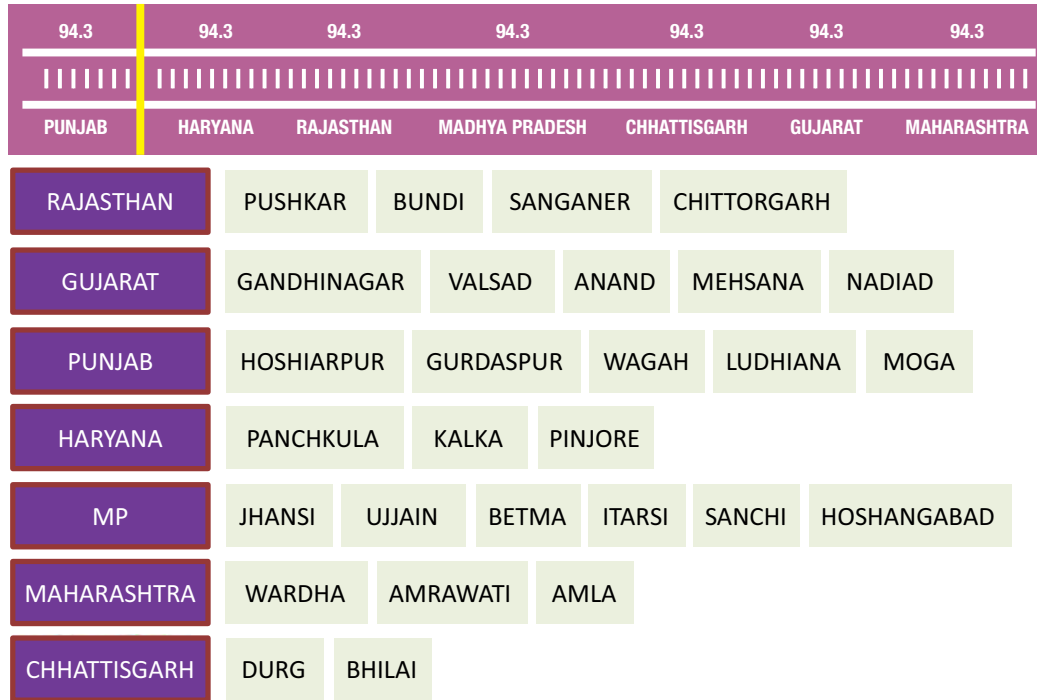 94.3 94.3 94.3 94.3 94.3 94.3 94.3
PUNJAB HARYANA RAJASTHAN MADHYA PRADESH CHHATTISGARH GUJARAT MAHARASHTRA
RAJASTHAN PUSHKAR BUNDI SANGANER CHITTORGARH
GUJARAT GANDHINAGAR VALSAD ANAND MEHSANA NADIAD
PUNJAB HOSHIARPUR GURDASPUR WAGAH LUDHIANA MOGA
HARYANA PANCHKULA KALKA PINJORE
MP JHANSI UJJAIN BETMA ITARSI SANCHI HOSHANGABAD
MAHARASHTRA WARDHA AMRAWATI AMLA
CHHATTISGARH DURG BHILAI